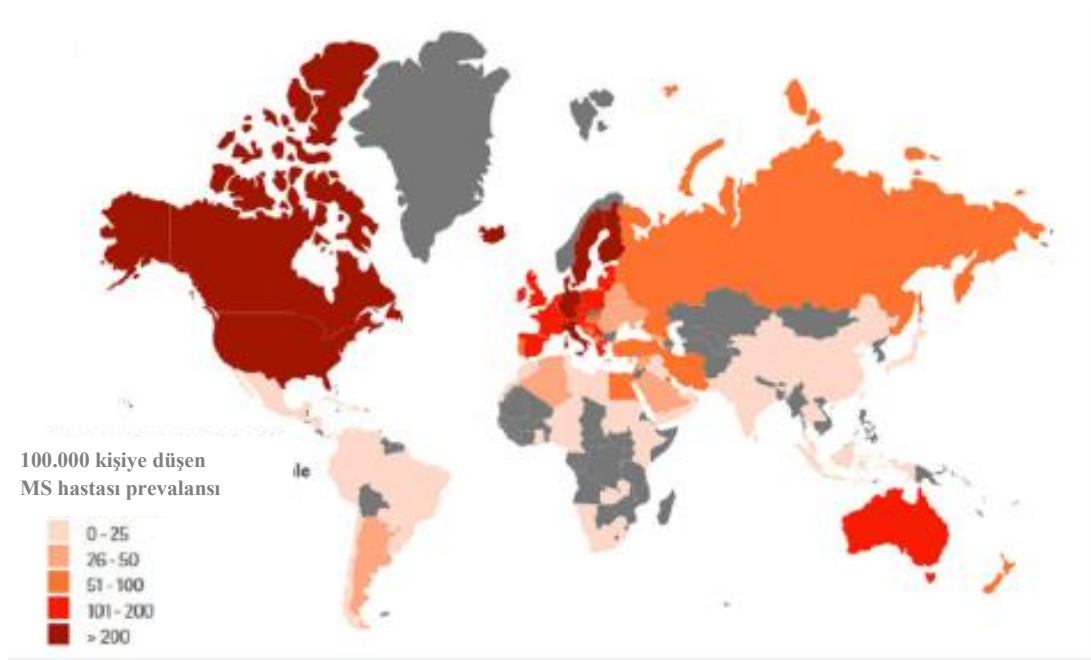 100.000 kişiye düşen
MS hastası prevalansı
0 - 25
26 - 50
51 - 100
101 - 200
> 200